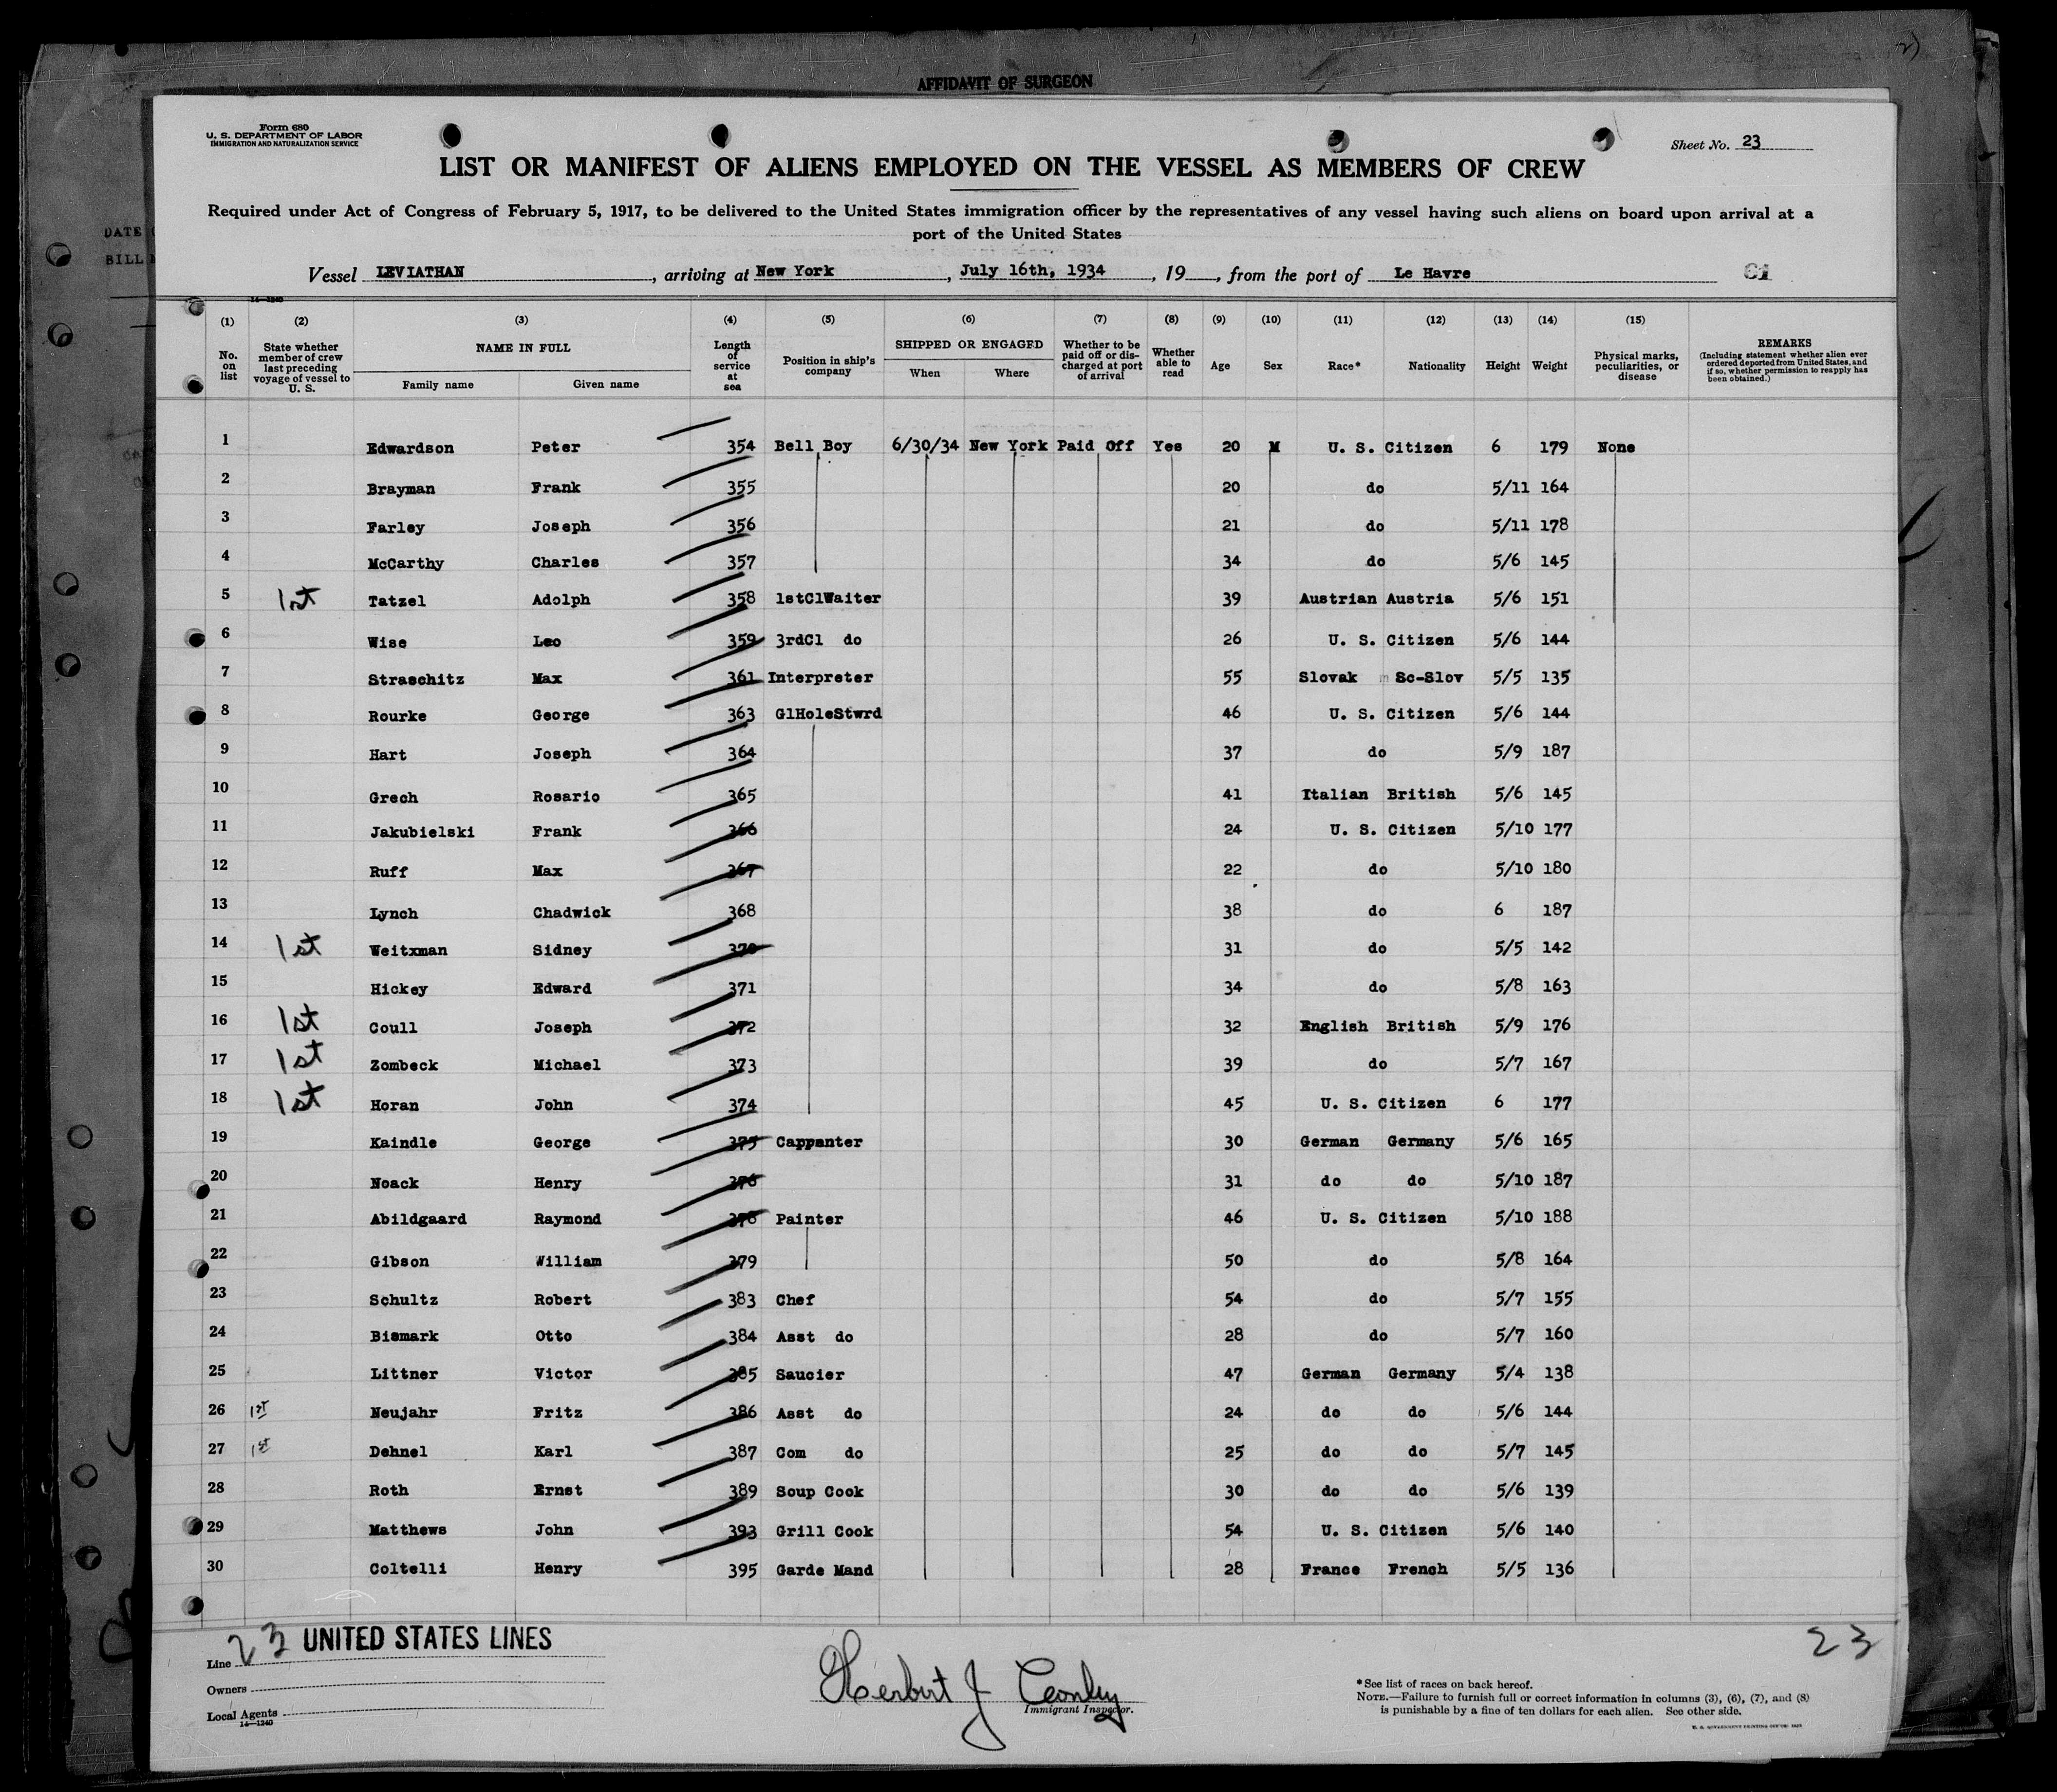 AFFIDAVIT OF SURGEON
Form 680
U. S. DEPARTMENT OF LABOR
IMMIGRATION AND NATURALIZATION SERVICE
Sheet No. 23
LIST OR MANIFEST OF ALIENS EMPLOYED ON THE VESSEL AS MEMBERS OF CREW
Required under Act of Congress of February 5, 1917, to be delivered to the United States immigration officer by the representatives of any vessel having such aliens on board upon arrival at a
port of the United States
DATE
BILL
Vessel LEVIATHAN, arriving at New York, July 16th, 1934, 19, from the port of Le Havre 61
14—1240
(1) (2) (3) (4) (5) (6) (7) (8) (9) (10) (11) (12) (13) (14) (15)
No. on list State whether member of crew last preceding voyage of vessel to U. S. NAME IN FULL Family name Given name Length of service at sea Position in ship's company SHIPPED OR ENGAGED When Where Whether to be paid off or discharged at port of arrival Whether able to read Age Sex Race* Nationality Height Weight Physical marks, peculiarities, or disease REMARKS (Including statement whether alien ever ordered deported from United States, and if so, whether permission to reapply has been obtained.)
1 Edwardson Peter 354 Bell Boy 6/30/34 New York Paid Off Yes 20 M U. S. Citizen 6 179 None
2 Brayman Frank 355 20 do 5/11 164
3 Farley Joseph 356 21 do 5/11 178
4 McCarthy Charles 357 34 do 5/6 145
5 1st Tatzel Adolph 358 1stClWaiter 39 Austrian Austria 5/6 151
6 Wise Leo 359 3rdCl do 26 U. S. Citizen 5/6 144
7 Straschitz Max 361 Interpreter 55 Slovak Sc-Slov 5/5 135
8 Rourke George 363 GlHoleStwrd 46 U. S. Citizen 5/6 144
9 Hart Joseph 364 37 do 5/9 187
10 Grech Rosario 365 41 Italian British 5/6 145
11 Jakubielski Frank 366 24 U. S. Citizen 5/10 177
12 Ruff Max 367 22 do 5/10 180
13 Lynch Chadwick 368 38 do 6 187
14 1st Weitxman Sidney 370 31 do 5/5 142
15 Hickey Edward 371 34 do 5/8 163
16 1st Coull Joseph 372 32 English British 5/9 176
17 1st Zombeck Michael 373 39 do 5/7 167
18 1st Horan John 374 45 U. S. Citizen 6 177
19 Kaindle George 375 Cappenter 30 German Germany 5/6 165
20 Noack Henry 376 31 do do 5/10 187
21 Abildgaard Raymond 378 Painter 46 U. S. Citizen 5/10 188
22 Gibson William 379 50 do 5/8 164
23 Schultz Robert 383 Chef 54 do 5/7 155
24 Bismark Otto 384 Asst do 28 do 5/7 160
25 Littner Victor 385 Saucier 47 German Germany 5/4 138
26 1st Neujahr Fritz 386 Asst do 24 do do 5/6 144
27 1st Dehnel Karl 387 Com do 25 do do 5/7 145
28 Roth Ernst 389 Soup Cook 30 do do 5/6 139
29 Matthews John 393 Grill Cook 54 U. S. Citizen 5/6 140
30 Coltelli Henry 395 Garde Mand 28 France French 5/5 136
Line 23 UNITED STATES LINES
23
Owners
Local Agents
14—1240
Herbert J
Immigrant Inspector.
*See list of races on back hereof.
NOTE.—Failure to furnish full or correct information in columns (3), (6), (7), and (8)
is punishable by a fine of ten dollars for each alien. See other side.